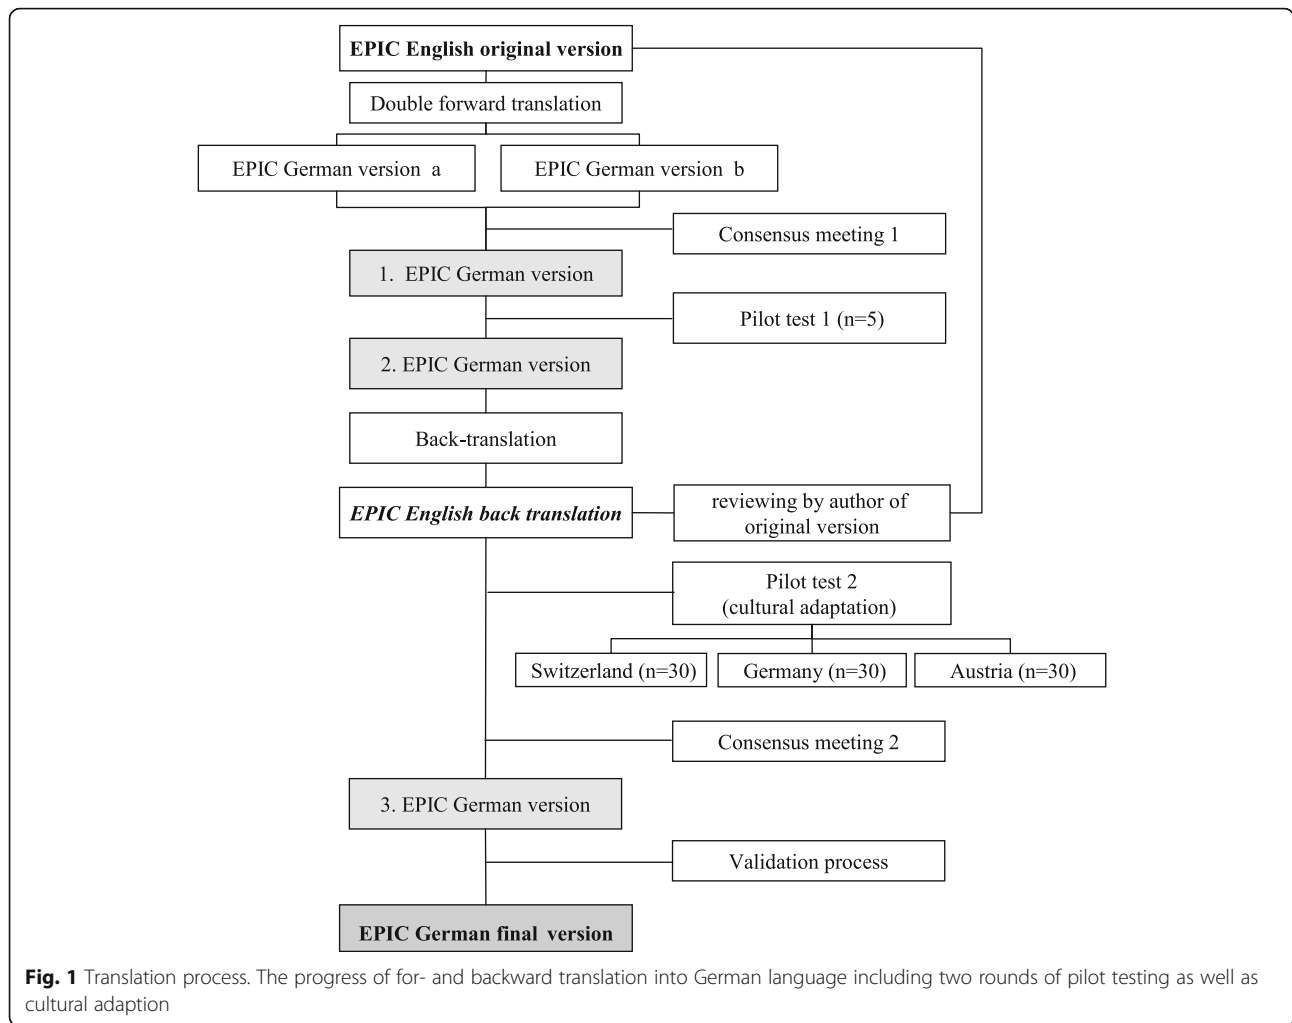 EPIC English original version
Double forward translation
EPIC German version a
EPIC German version b
Consensus meeting 1
1. EPIC German version
Pilot test 1 (n=5)
2. EPIC German version
Back-translation
EPIC English back translation
reviewing by author of
original version
Pilot test 2
(cultural adaptation)
Switzerland (n=30)
Germany (n=30)
Austria (n=30)
Consensus meeting 2
3. EPIC German version
Validation process
EPIC German final version
Fig. 1 Translation process. The progress of for- and backward translation into German language including two rounds of pilot testing as well as
cultural adaption